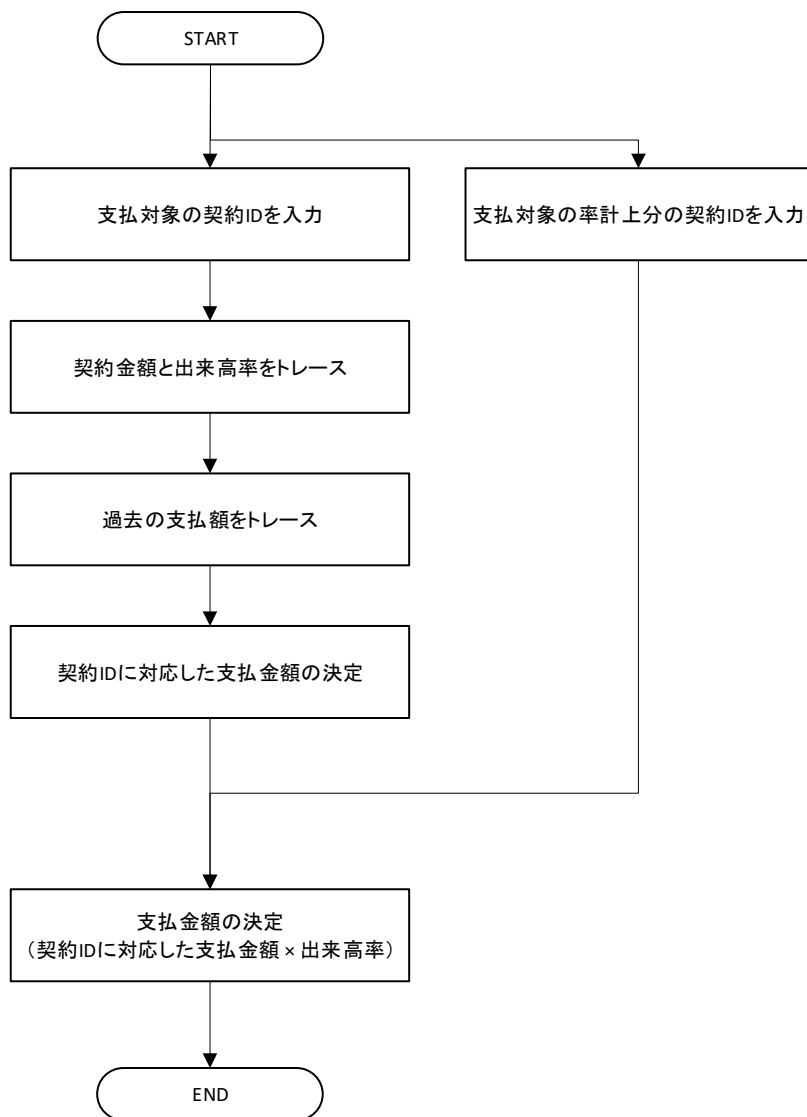 START
支払対象の契約IDを入力
支払対象の率計上分の契約IDを入力
契約金額と出来高率をトレース
過去の支払額をトレース
契約IDに対応した支払金額の決定
支払金額の決定
（契約IDに対応した支払金額 × 出来高率）
END